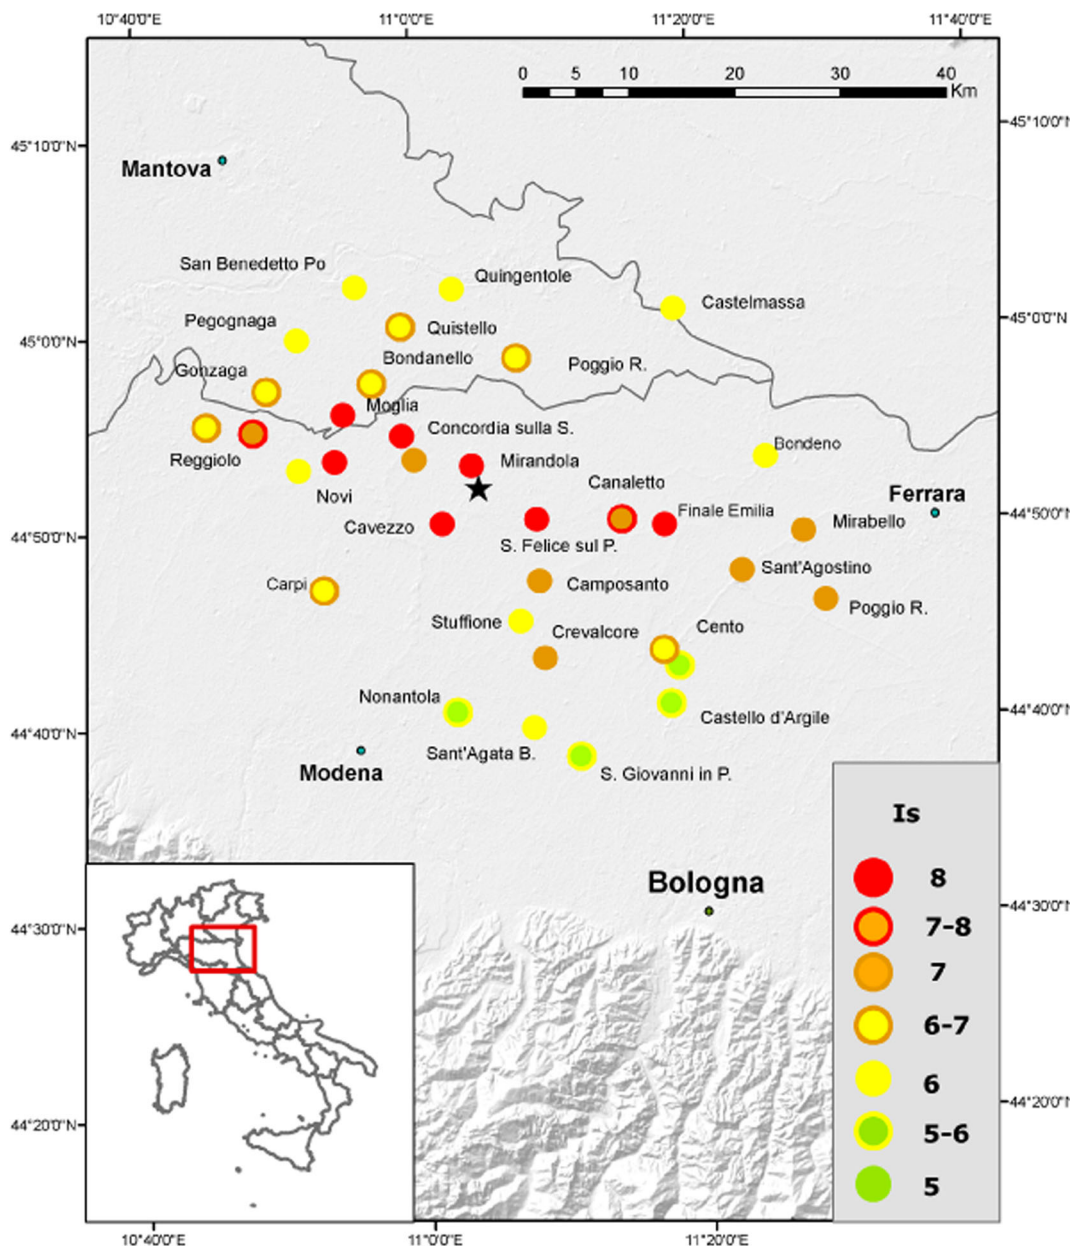 10°40'0"E 11°0'0"E 11°20'0"E 11°40'0"E
0 5 10 20 30 40
Km
45°10'0"N
45°10'0"N
Mantova
San Benedetto Po
Quingentole
Castelmassa
Pegognaga
Quistello
45°0'0"N
45°0'0"N
Bondanello
Poggio R.
Gonzaga
Moglia
Concordia sulla S.
Bondeno
Reggiolo
Mirandola
Canaletto
Novi
Ferrara
Finale Emilia
44°50'0"N
Mirabello
Cavezzo
44°50'0"N
S. Felice sul P.
Sant'Agostino
Carpi
Camposanto
Poggio R.
Stuffione
Crevalcore
Cento
Nonantola
44°40'0"N
Castello d'Argile
44°40'0"N
Sant'Agata B.
Modena
S. Giovanni in P.
Is
8
7-8
7
6-7
6
5-6
5
Bologna
44°30'0"N
44°30'0"N
44°20'0"N
44°20'0"N
10°40'0"E 11°0'0"E 11°20'0"E